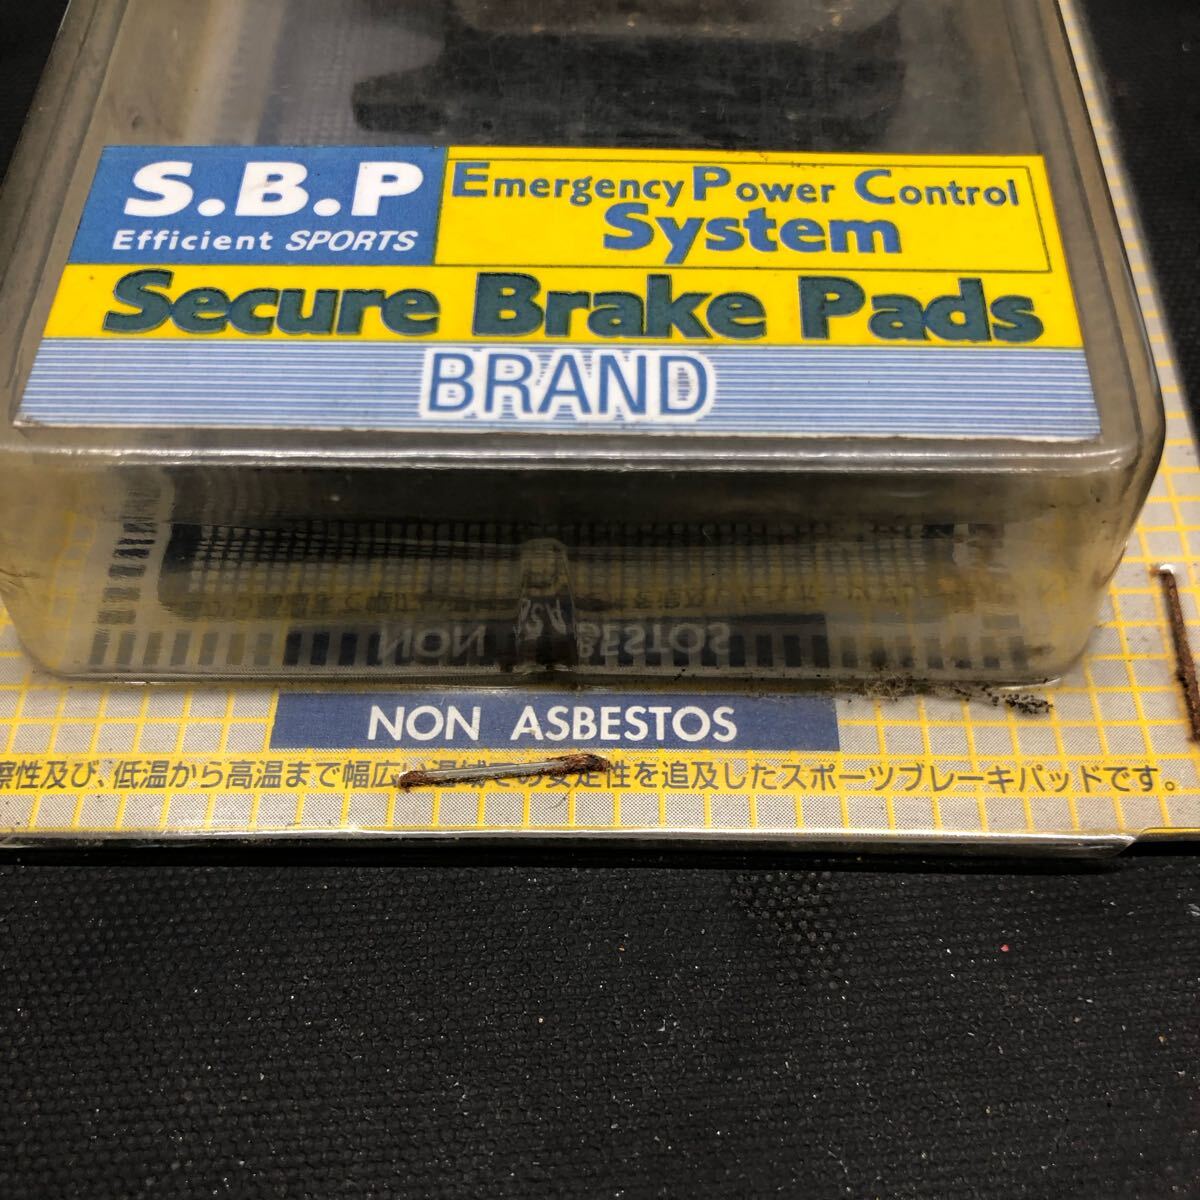 S.B.P
Efficient SPORTS
Emergency Power Control
System
Secure Brake Pads
BRAND
NON ASBESTOS
擦性及び、低温から高温まで幅広い温域での安定性を追及したスポーツブレーキパッドです。